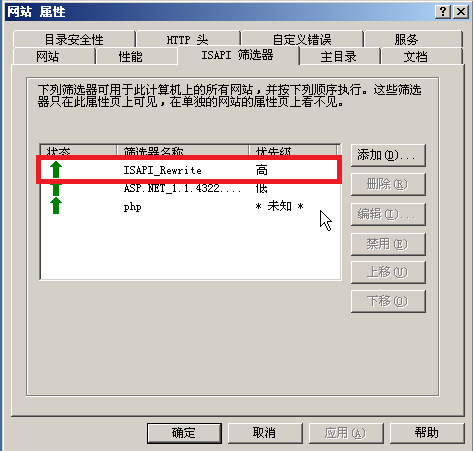 网站 属性
目录安全性 HTTP 头 自定义错误 服务
网站 性能 ISAPI 筛选器 主目录 文档
下列筛选器可用于此计算机上的所有网站,并按下列顺序执行。这些筛选
器只在此属性页上可见,在单独的网站的属性页上看不见。
状态 筛选器名称 优先级
ISAPI_Rewrite 高
ASP.NET_1.1.4322.... 低
php * 未知 *
添加(D)...
删除(R)
编辑(I)...
禁用(E)
上移(U)
下移(O)
确定 取消 应用(A) 帮助